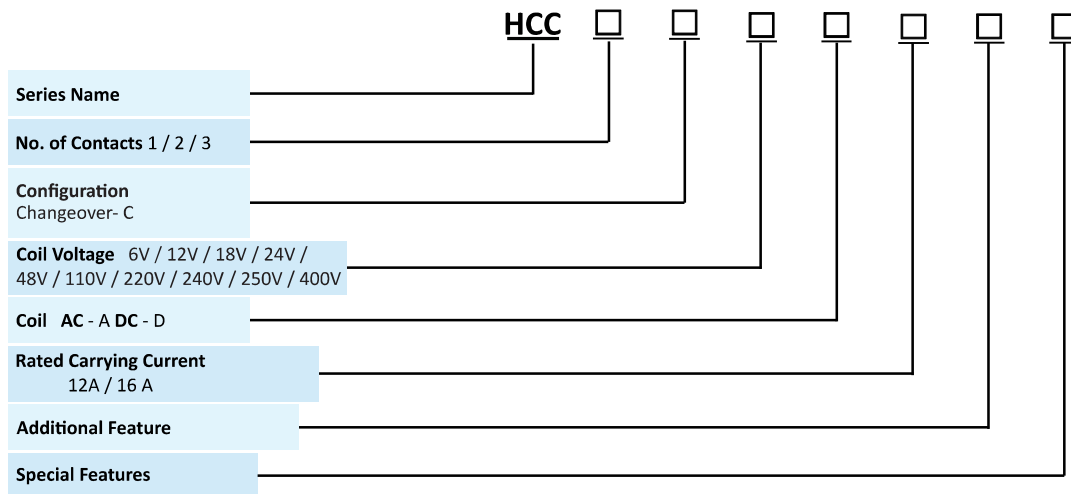 HCC
Series Name
No. of Contacts 1 / 2 / 3
Configuration
Changeover- C
Coil Voltage 6V / 12V / 18V / 24V /
48V / 110V / 220V / 240V / 250V / 400V
Coil AC - A DC - D
Rated Carrying Current
12A / 16 A
Additional Feature
Special Features